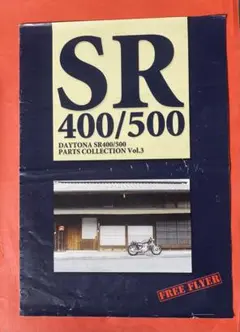 SR
400/500
DAYTONA SR400/500
PARTS COLLECTION Vol.3
FREE FLYER